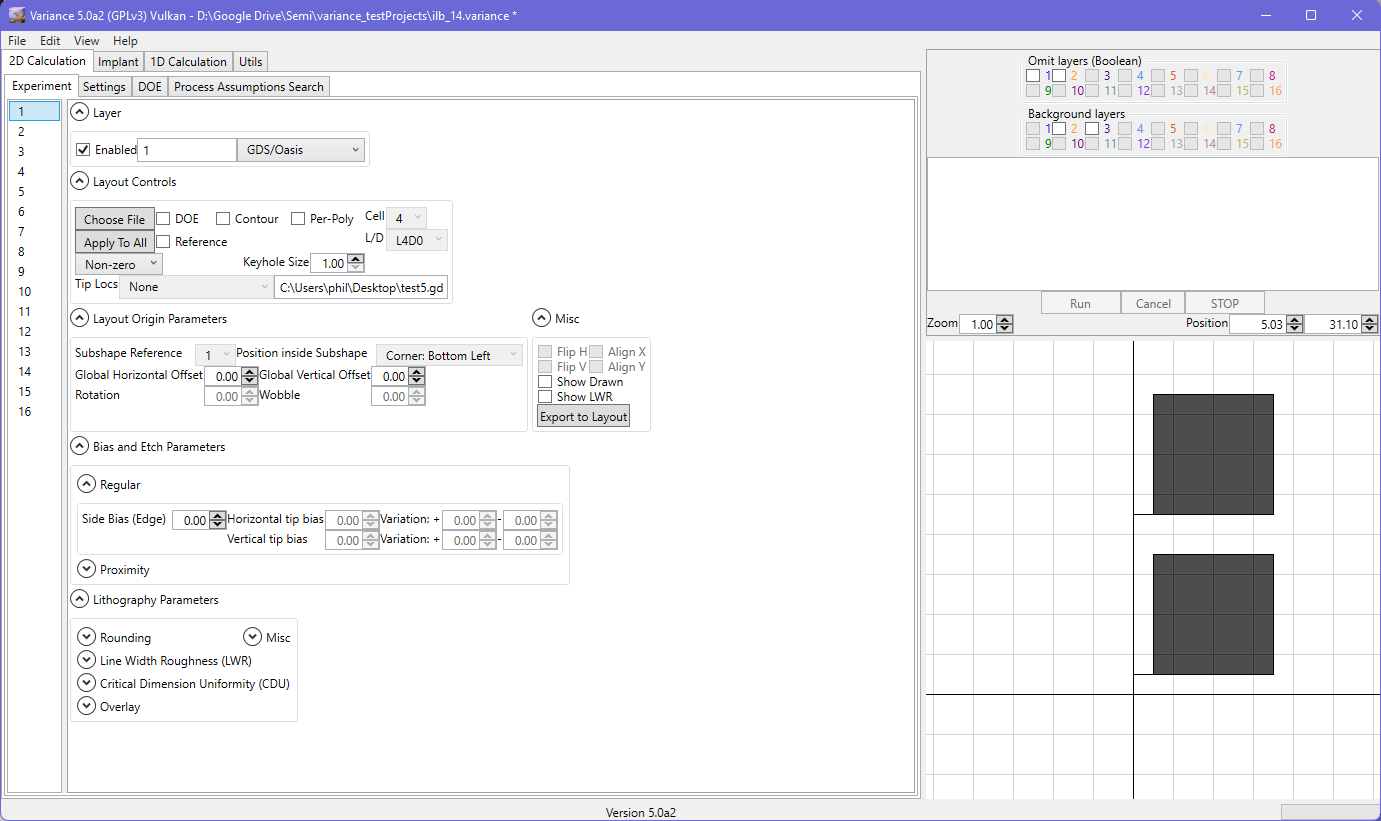 Variance 5.0a2 (GPLv3) Vulkan - D:\Google Drive\Semi\variance_testProjects\ilb_14.variance *
File Edit View Help
2D Calculation Implant 1D Calculation Utils
Experiment Settings DOE Process Assumptions Search
1
2
3
4
5
6
7
8
9
10
11
12
13
14
15
16
Layer
Enabled 1 GDS/Oasis
Layout Controls
Choose File DOE Contour Per-Poly Cell 4
Apply To All Reference L/D L4D0
Non-zero Keyhole Size 1.00
Tip Locs None C:\Users\phil\Desktop\test5.gd
Layout Origin Parameters
Subshape Reference 1 Position inside Subshape Corner: Bottom Left
Global Horizontal Offset 0.00 Global Vertical Offset 0.00
Rotation 0.00 Wobble 0.00
Misc
Flip H Align X
Flip V Align Y
Show Drawn
Show LWR
Export to Layout
Bias and Etch Parameters
Regular
Side Bias (Edge) 0.00 Horizontal tip bias 0.00 Variation: + 0.00 - 0.00
Vertical tip bias 0.00 Variation: + 0.00 - 0.00
Proximity
Lithography Parameters
Rounding Misc
Line Width Roughness (LWR)
Critical Dimension Uniformity (CDU)
Overlay
Omit layers (Boolean)
1 2 3 4 5 6 7 8
9 10 11 12 13 14 15 16
Background layers
1 2 3 4 5 6 7 8
9 10 11 12 13 14 15 16
Run Cancel STOP
Zoom 1.00 Position 5.03 31.10
Version 5.0a2